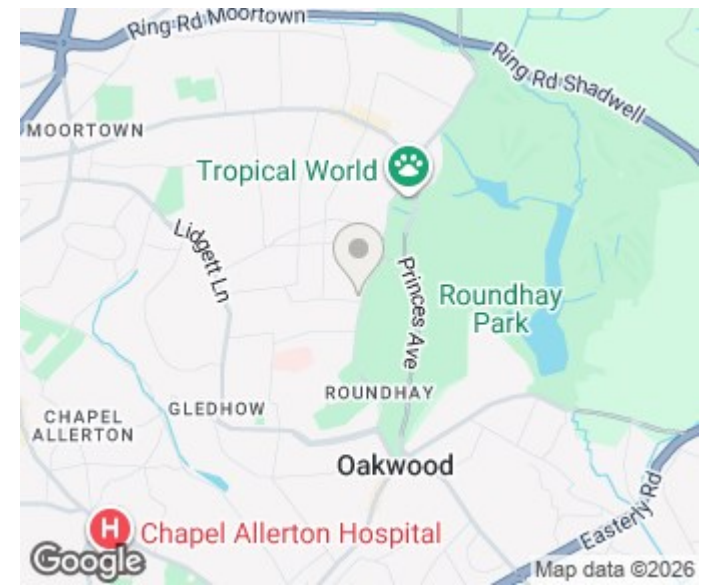 Ring Rd Moortown
Ring Rd Shadwell
MOORTOWN
Tropical World
Lidgett Ln
Princes Ave
Roundhay
Park
ROUNDHAY
GLEDHOW
CHAPEL
ALLERTON
Oakwood
Easterly Rd
H
Chapel Allerton Hospital
Google
Map data ©2026